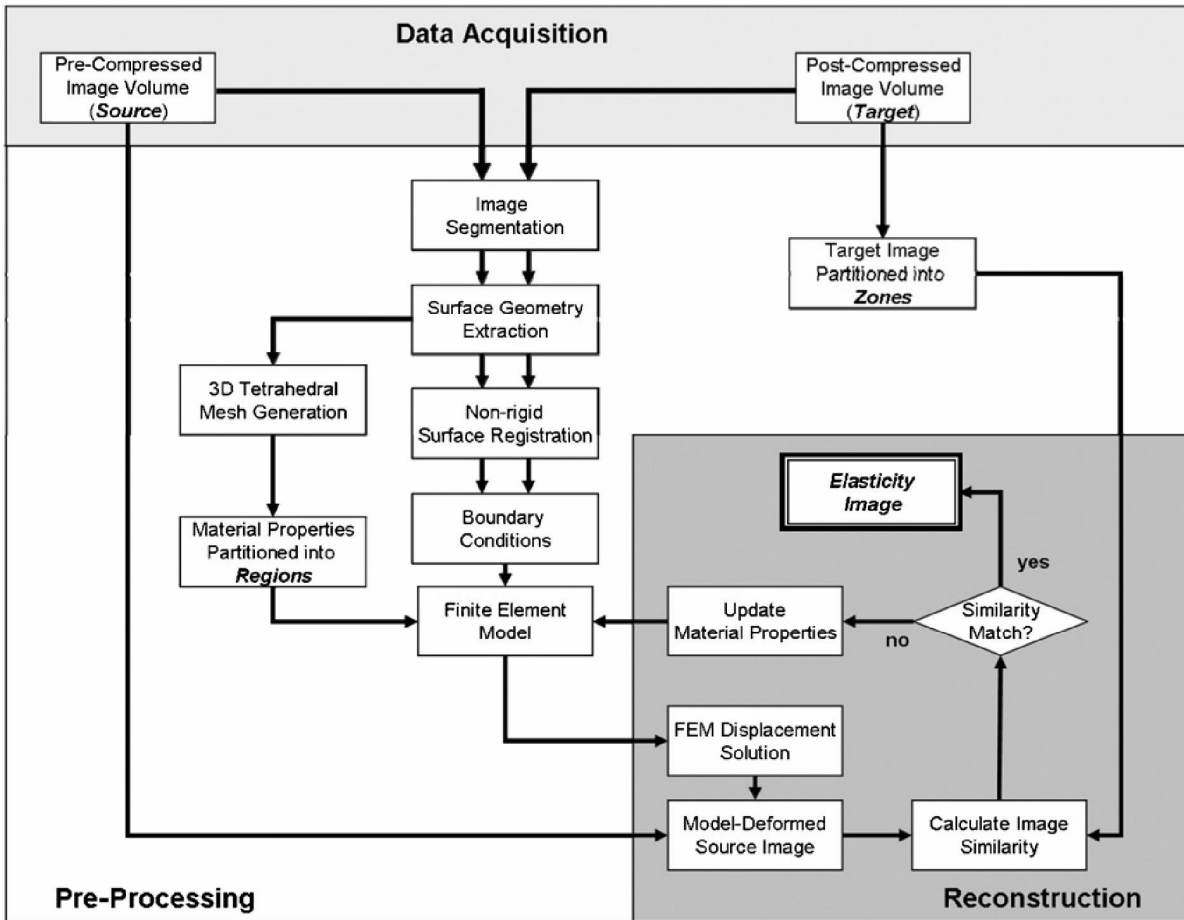 Data Acquisition
Pre-Compressed
Image Volume
(Source)
Post-Compressed
Image Volume
(Target)
Image
Segmentation
Target Image
Partitioned into
Zones
Surface Geometry
Extraction
3D Tetrahedral
Mesh Generation
Non-rigid
Surface Registration
Elasticity
Image
Material Properties
Partitioned into
Regions
Boundary
Conditions
yes
Finite Element
Model
Update
Material Properties
no
Similarity
Match?
FEM Displacement
Solution
Model-Deformed
Source Image
Calculate Image
Similarity
Pre-Processing
Reconstruction